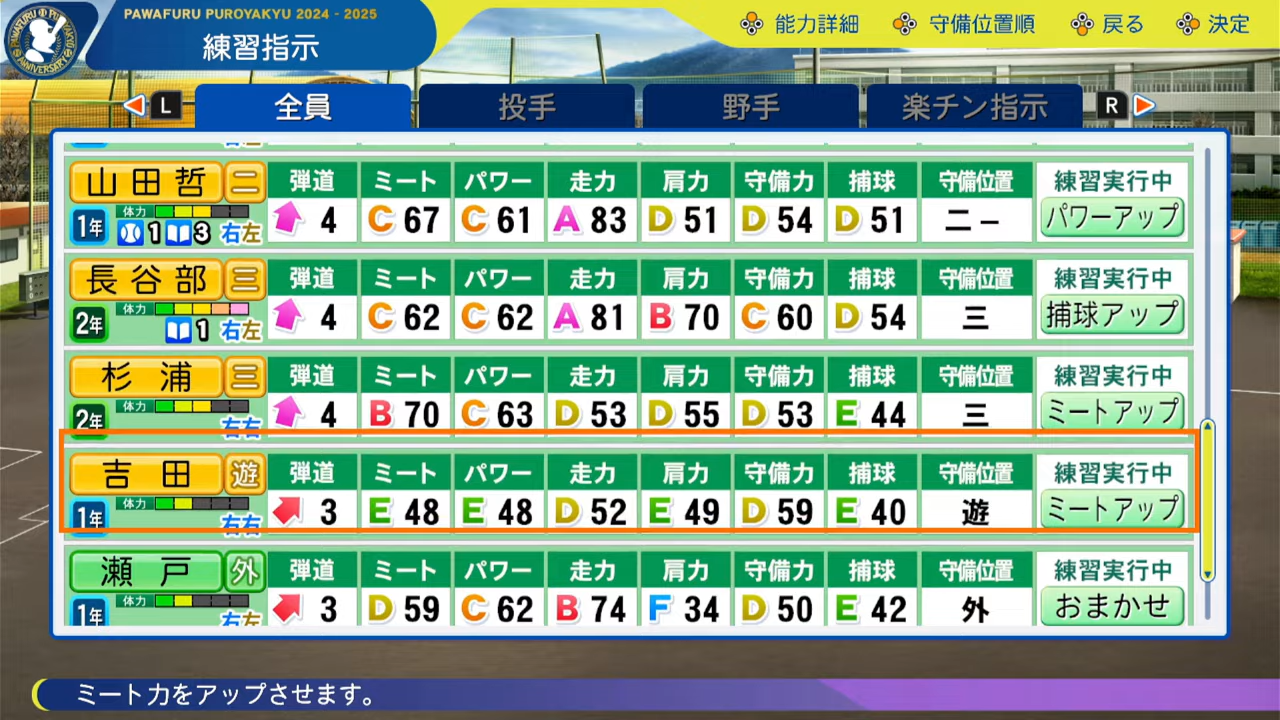 PAWAFURU PUROYAKYU 2024 - 2025
練習指示
能力詳細 守備位置順 戻る 決定
L 全員 投手 野手 楽チン指示 R
山田哲 二 弾道 ミート パワー 走力 肩力 守備力 捕球 守備位置 練習実行中
1年 体力 1 3 右左 4 C 67 C 61 A 83 D 51 D 54 D 51 二一 パワーアップ
長谷部 三 弾道 ミート パワー 走力 肩力 守備力 捕球 守備位置 練習実行中
2年 体力 1 右左 4 C 62 C 62 A 81 B 70 C 60 D 54 三 捕球アップ
杉浦 三 弾道 ミート パワー 走力 肩力 守備力 捕球 守備位置 練習実行中
2年 体力 右右 4 B 70 C 63 D 53 D 55 D 53 E 44 三 ミートアップ
吉田 遊 弾道 ミート パワー 走力 肩力 守備力 捕球 守備位置 練習実行中
1年 体力 右右 3 E 48 E 48 D 52 E 49 D 59 E 40 遊 ミートアップ
瀬戸 外 弾道 ミート パワー 走力 肩力 守備力 捕球 守備位置 練習実行中
1年 体力 右左 3 D 59 C 62 B 74 F 34 D 50 E 42 外 おまかせ
ミート力をアップさせます。